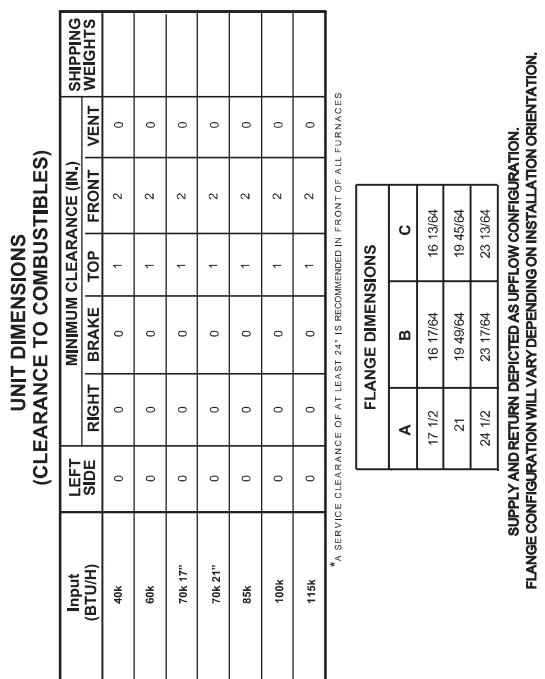 UNIT DIMENSIONS
(CLEARANCE TO COMBUSTIBLES)
Input (BTU/H) LEFT SIDE MINIMUM CLEARANCE (IN.) SHIPPING WEIGHTS
RIGHT BRAKE TOP FRONT VENT
40k 0 0 0 1 2 0
60k 0 0 0 1 2 0
70k 17" 0 0 0 1 2 0
70k 21" 0 0 0 1 2 0
85k 0 0 0 1 2 0
100k 0 0 0 1 2 0
115k 0 0 0 1 2 0
*A SERVICE CLEARANCE OF AT LEAST 24" IS RECOMMENDED IN FRONT OF ALL FURNACES
FLANGE DIMENSIONS
A B C
17 1/2 16 17/64 16 13/64
21 19 49/64 19 45/64
24 1/2 23 17/64 23 13/64
SUPPLY AND RETURN DEPICTED AS UPFLOW CONFIGURATION.
FLANGE CONFIGURATION WILL VARY DEPENDING ON INSTALLATION ORIENTATION.